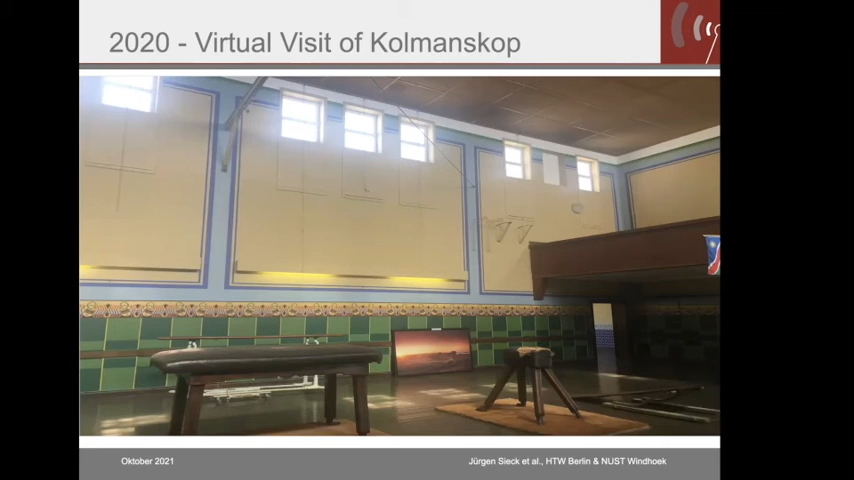 2020 - Virtual Visit of Kolmanskop
Oktober 2021
Jürgen Sieck et al., HTW Berlin & NUST Windhoek